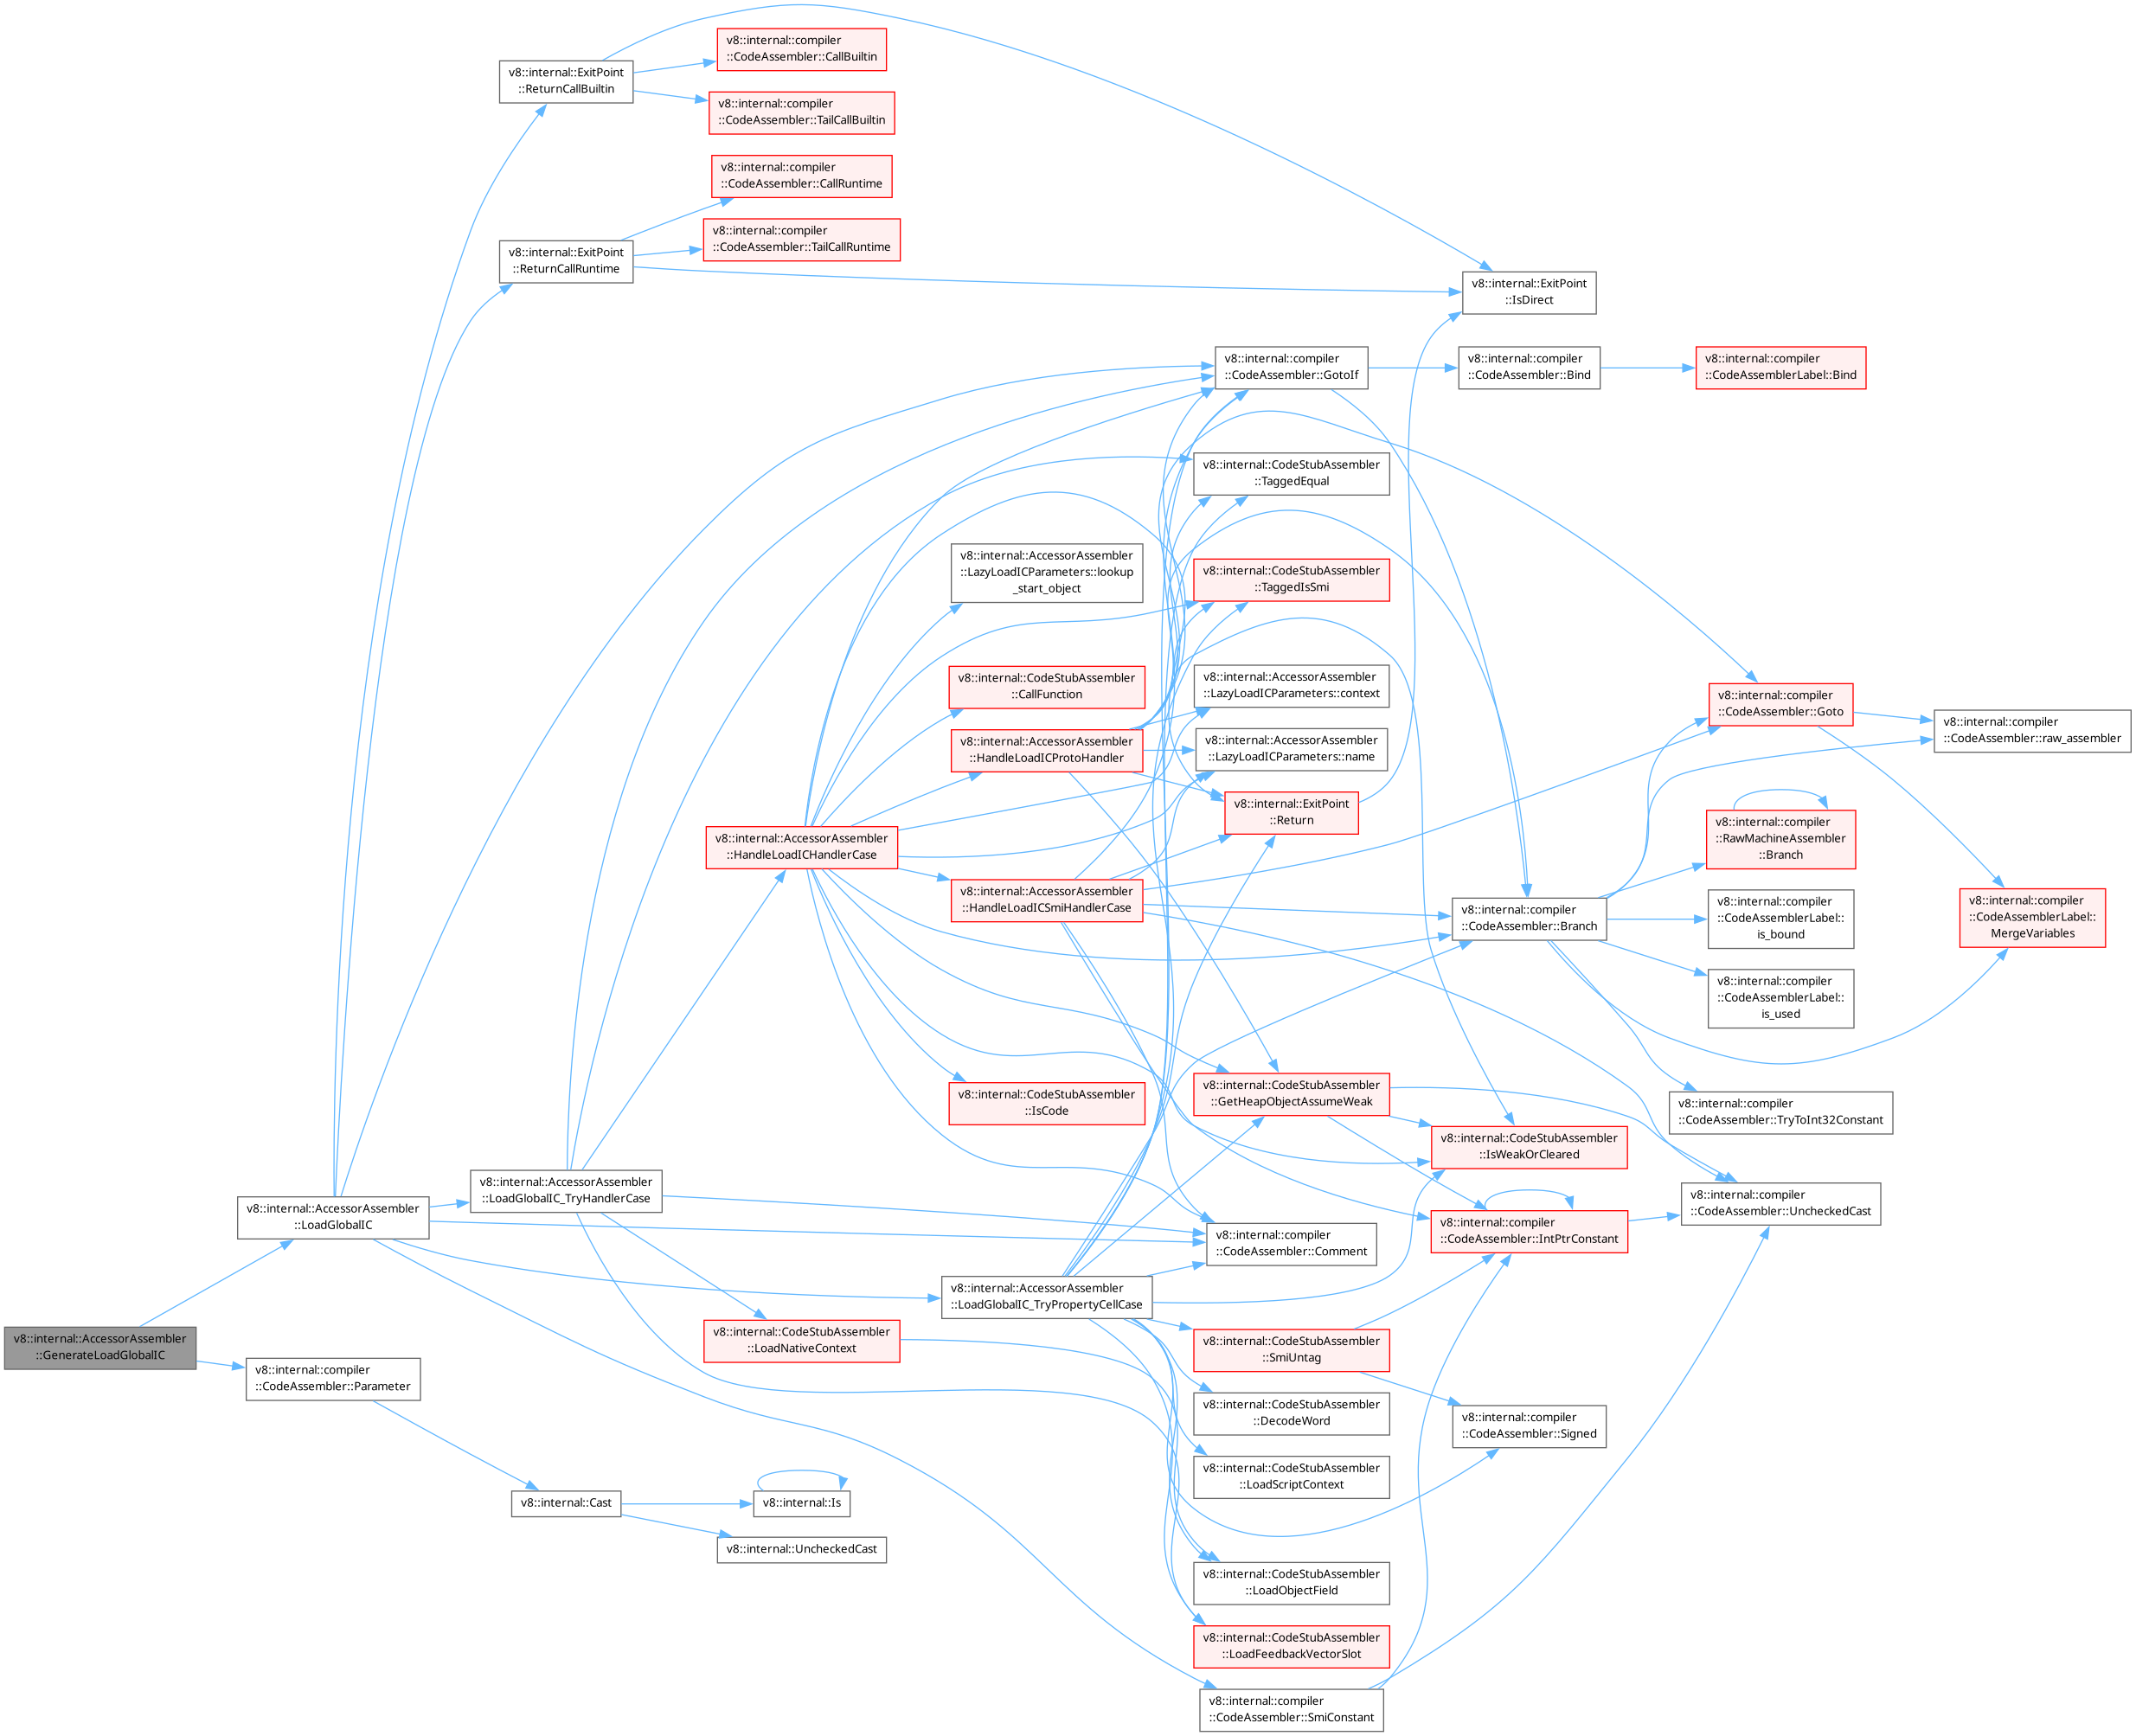 v8::internal::ExitPoint
::ReturnCallBuiltin
v8::internal::compiler
::CodeAssembler::CallBuiltin
v8::internal::compiler
::CodeAssembler::TailCallBuiltin
v8::internal::compiler
::CodeAssembler::CallRuntime
v8::internal::ExitPoint
::ReturnCallRuntime
v8::internal::compiler
::CodeAssembler::TailCallRuntime
v8::internal::ExitPoint
::IsDirect
v8::internal::compiler
::CodeAssembler::GotoIf
v8::internal::compiler
::CodeAssembler::Bind
v8::internal::compiler
::CodeAssemblerLabel::Bind
v8::internal::CodeStubAssembler
::TaggedEqual
v8::internal::AccessorAssembler
::LazyLoadICParameters::lookup
_start_object
v8::internal::CodeStubAssembler
::TaggedIsSmi
v8::internal::CodeStubAssembler
::CallFunction
v8::internal::AccessorAssembler
::LazyLoadICParameters::context
v8::internal::compiler
::CodeAssembler::Goto
v8::internal::compiler
::CodeAssembler::raw_assembler
v8::internal::AccessorAssembler
::HandleLoadICProtoHandler
v8::internal::AccessorAssembler
::LazyLoadICParameters::name
v8::internal::ExitPoint
::Return
v8::internal::compiler
::RawMachineAssembler
::Branch
v8::internal::AccessorAssembler
::HandleLoadICHandlerCase
v8::internal::AccessorAssembler
::HandleLoadICSmiHandlerCase
v8::internal::compiler
::CodeAssembler::Branch
v8::internal::compiler
::CodeAssemblerLabel::
is_bound
v8::internal::compiler
::CodeAssemblerLabel::
MergeVariables
v8::internal::compiler
::CodeAssemblerLabel::
is_used
v8::internal::CodeStubAssembler
::GetHeapObjectAssumeWeak
v8::internal::CodeStubAssembler
::IsCode
v8::internal::compiler
::CodeAssembler::TryToInt32Constant
v8::internal::CodeStubAssembler
::IsWeakOrCleared
v8::internal::AccessorAssembler
::LoadGlobalIC_TryHandlerCase
v8::internal::compiler
::CodeAssembler::UncheckedCast
v8::internal::AccessorAssembler
::LoadGlobalIC
v8::internal::compiler
::CodeAssembler::IntPtrConstant
v8::internal::compiler
::CodeAssembler::Comment
v8::internal::AccessorAssembler
::LoadGlobalIC_TryPropertyCellCase
v8::internal::AccessorAssembler
::GenerateLoadGlobalIC
v8::internal::CodeStubAssembler
::LoadNativeContext
v8::internal::CodeStubAssembler
::SmiUntag
v8::internal::compiler
::CodeAssembler::Parameter
v8::internal::CodeStubAssembler
::DecodeWord
v8::internal::compiler
::CodeAssembler::Signed
v8::internal::CodeStubAssembler
::LoadScriptContext
v8::internal::Cast
v8::internal::Is
v8::internal::UncheckedCast
v8::internal::CodeStubAssembler
::LoadObjectField
v8::internal::CodeStubAssembler
::LoadFeedbackVectorSlot
v8::internal::compiler
::CodeAssembler::SmiConstant